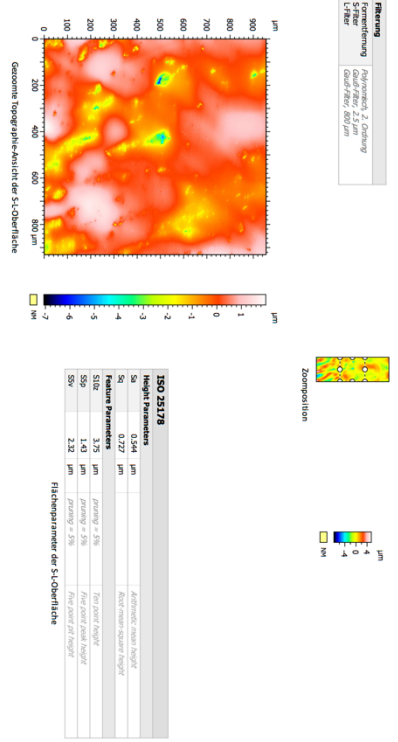 Filterung
Formentfernung Polynomisch, 2. Ordnung
S-Filter Gauß-Filter, 2.5 µm
L-Filter Gauß-Filter, 800 µm
µm
900
800
700
600
500
400
300
200
100
0
0 200 400 600 800 µm
Gezoomte Topographie-Ansicht der S-L-Oberfläche
µm
1
0
-1
-2
-3
-4
-5
-6
-7
NM
Zoomposition
µm
4
0
-4
NM
ISO 25178
Height Parameters
Sa 0.544 µm Arithmetic mean height
Sq 0.727 µm Root-mean-square height
Feature Parameters
S10z 3.75 µm pruning = 5% Ten point height
S5p 1.43 µm pruning = 5% Five point peak height
S5v 2.32 µm pruning = 5% Five point pit height
Flächenparameter der S-L-Oberfläche